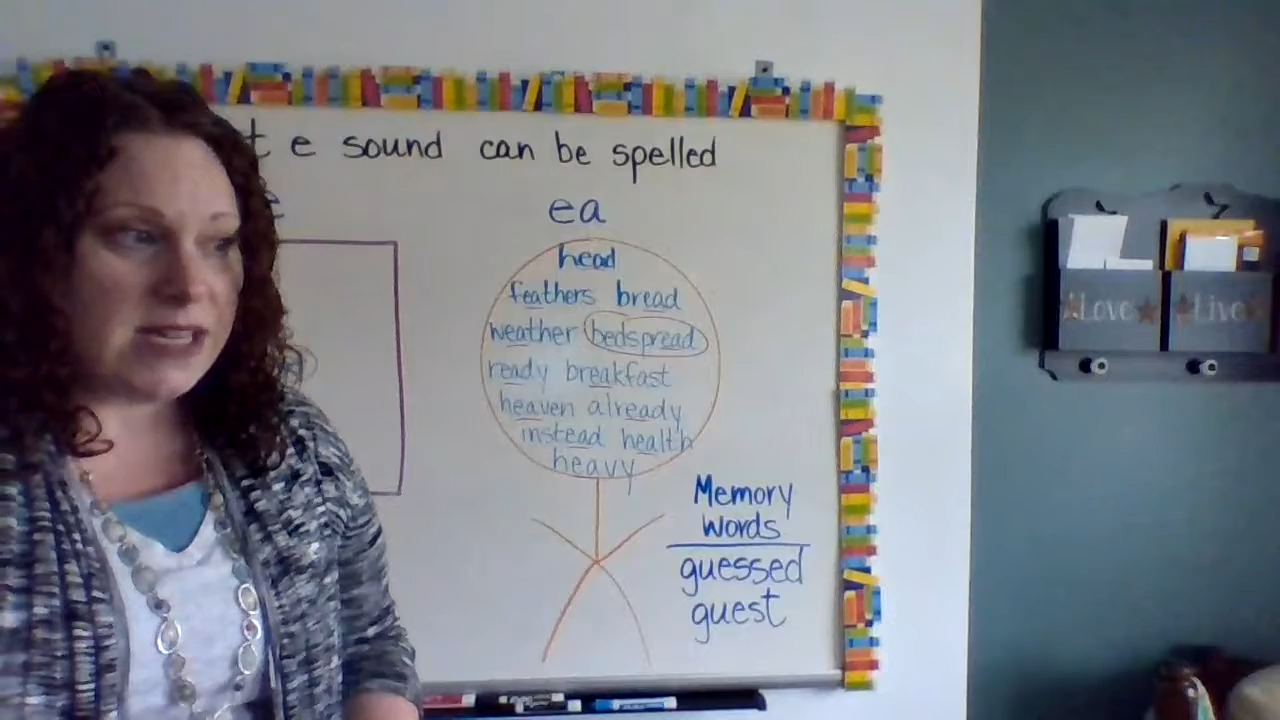 t e sound can be spelled
e
ea
head
feathers bread
weather bedspread
ready breakfast
heaven already
instead health
heavy
Memory
Words
guessed
guest
Love
Live